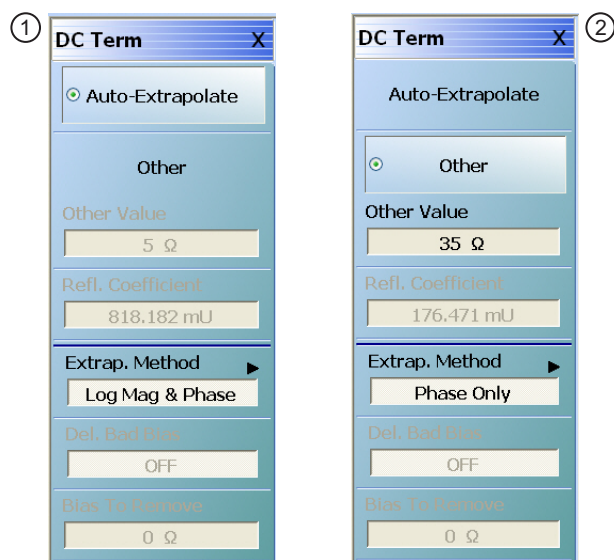 1
DC Term X
Auto-Extrapolate
Other
Other Value
5 Ω
Refl. Coefficient
818.182 mU
Extrap. Method
Log Mag & Phase
Del. Bad Bias
OFF
Bias To Remove
0 Ω
2
DC Term X
Auto-Extrapolate
Other
Other Value
35 Ω
Refl. Coefficient
176.471 mU
Extrap. Method
Phase Only
Del. Bad Bias
OFF
Bias To Remove
0 Ω